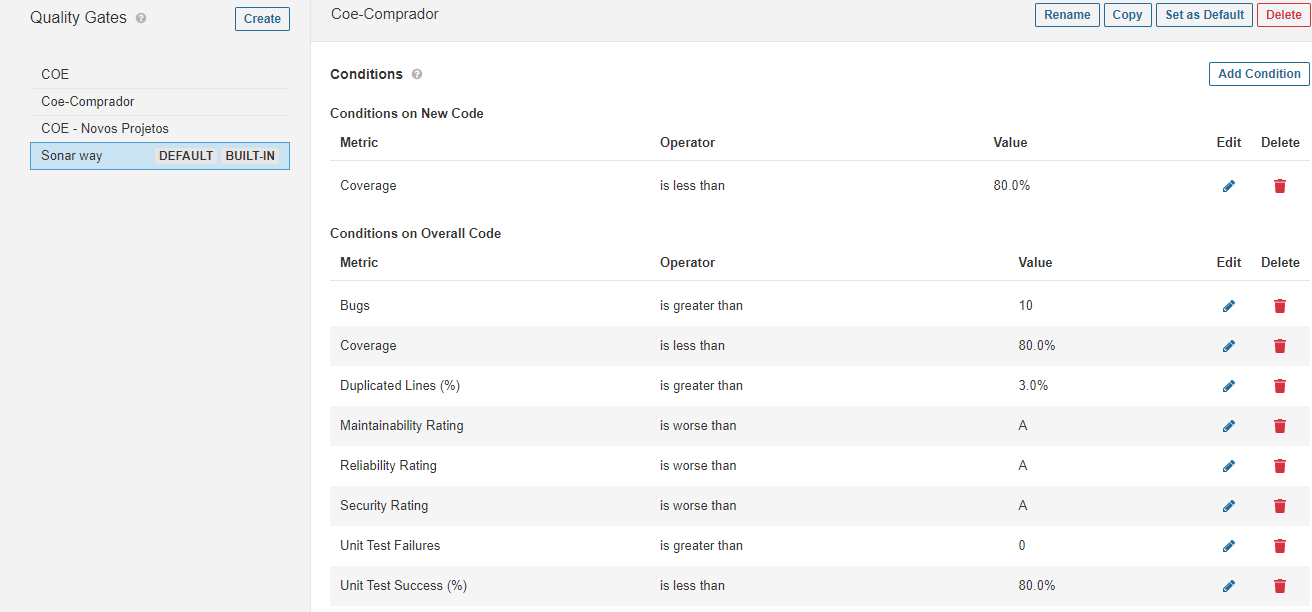 Quality Gates ?
Create
COE
Coe-Comprador
COE - Novos Projetos
Sonar way DEFAULT BUILT-IN
Coe-Comprador
Rename Copy Set as Default Delete
Conditions ?
Add Condition
Conditions on New Code
Metric Operator Value Edit Delete
Coverage is less than 80.0%
Conditions on Overall Code
Metric Operator Value Edit Delete
Bugs is greater than 10
Coverage is less than 80.0%
Duplicated Lines (%) is greater than 3.0%
Maintainability Rating is worse than A
Reliability Rating is worse than A
Security Rating is worse than A
Unit Test Failures is greater than 0
Unit Test Success (%) is less than 80.0%